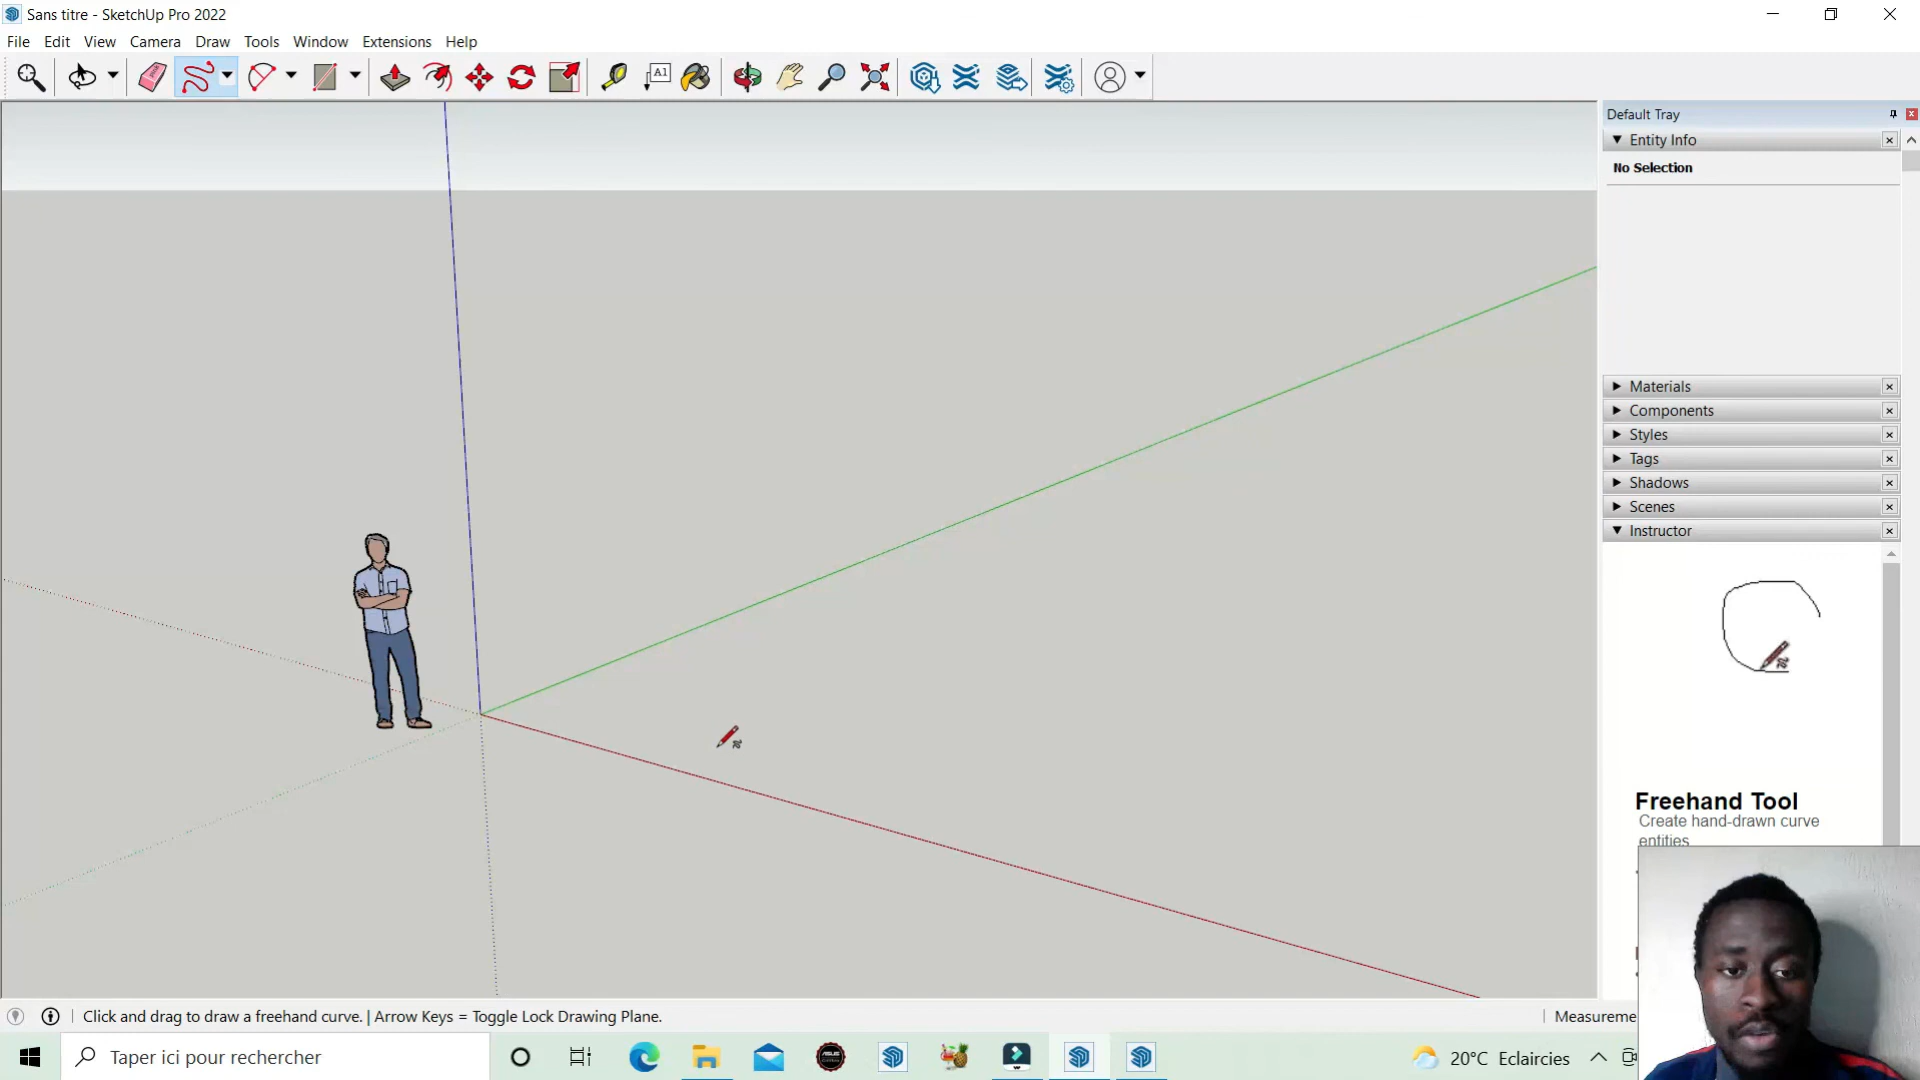 Sans titre - SketchUp Pro 2022
File Edit View Camera Draw Tools Window Extensions Help
A1
Default Tray
Entity Info
No Selection
Materials
Components
Styles
Tags
Shadows
Scenes
Instructor
Freehand Tool
Create hand-drawn curve
entities
Click and drag to draw a freehand curve. | Arrow Keys = Toggle Lock Drawing Plane.
Measureme
Taper ici pour rechercher
20°C Eclaircies